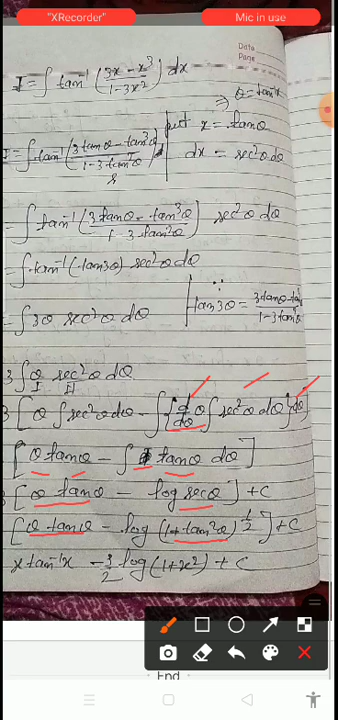 "XRecorder"
Mic in use
Date
Page
I = ∫ tan⁻¹ (3x - x³ / 1 - 3x²) dx
⇒ θ = tan⁻¹x
put x = tanθ
I = ∫ tan⁻¹ (3 tanθ - tan³θ / 1 - 3 tan²θ)
dx = sec²θ dθ
= ∫ tan⁻¹ (3 tanθ - tan³θ / 1 - 3 tan²θ) sec²θ dθ
= ∫ tan⁻¹ (tan3θ) sec²θ dθ
∵ tan3θ = 3 tanθ - tan³ / 1 - 3 tan²θ
= ∫ 3θ sec²θ dθ
3 ∫ θ sec²θ dθ
I II
3 [θ ∫ sec²θ dθ - ∫ {d/dθ θ ∫ sec²θ dθ} dθ]
[θ tanθ - ∫ 1 tanθ dθ]
3 [θ tanθ - log secθ] + c
[θ tanθ - log (1 + tan²θ)^1/2] + c
x tan⁻¹x - 3/2 log (1 + x²) + c
End